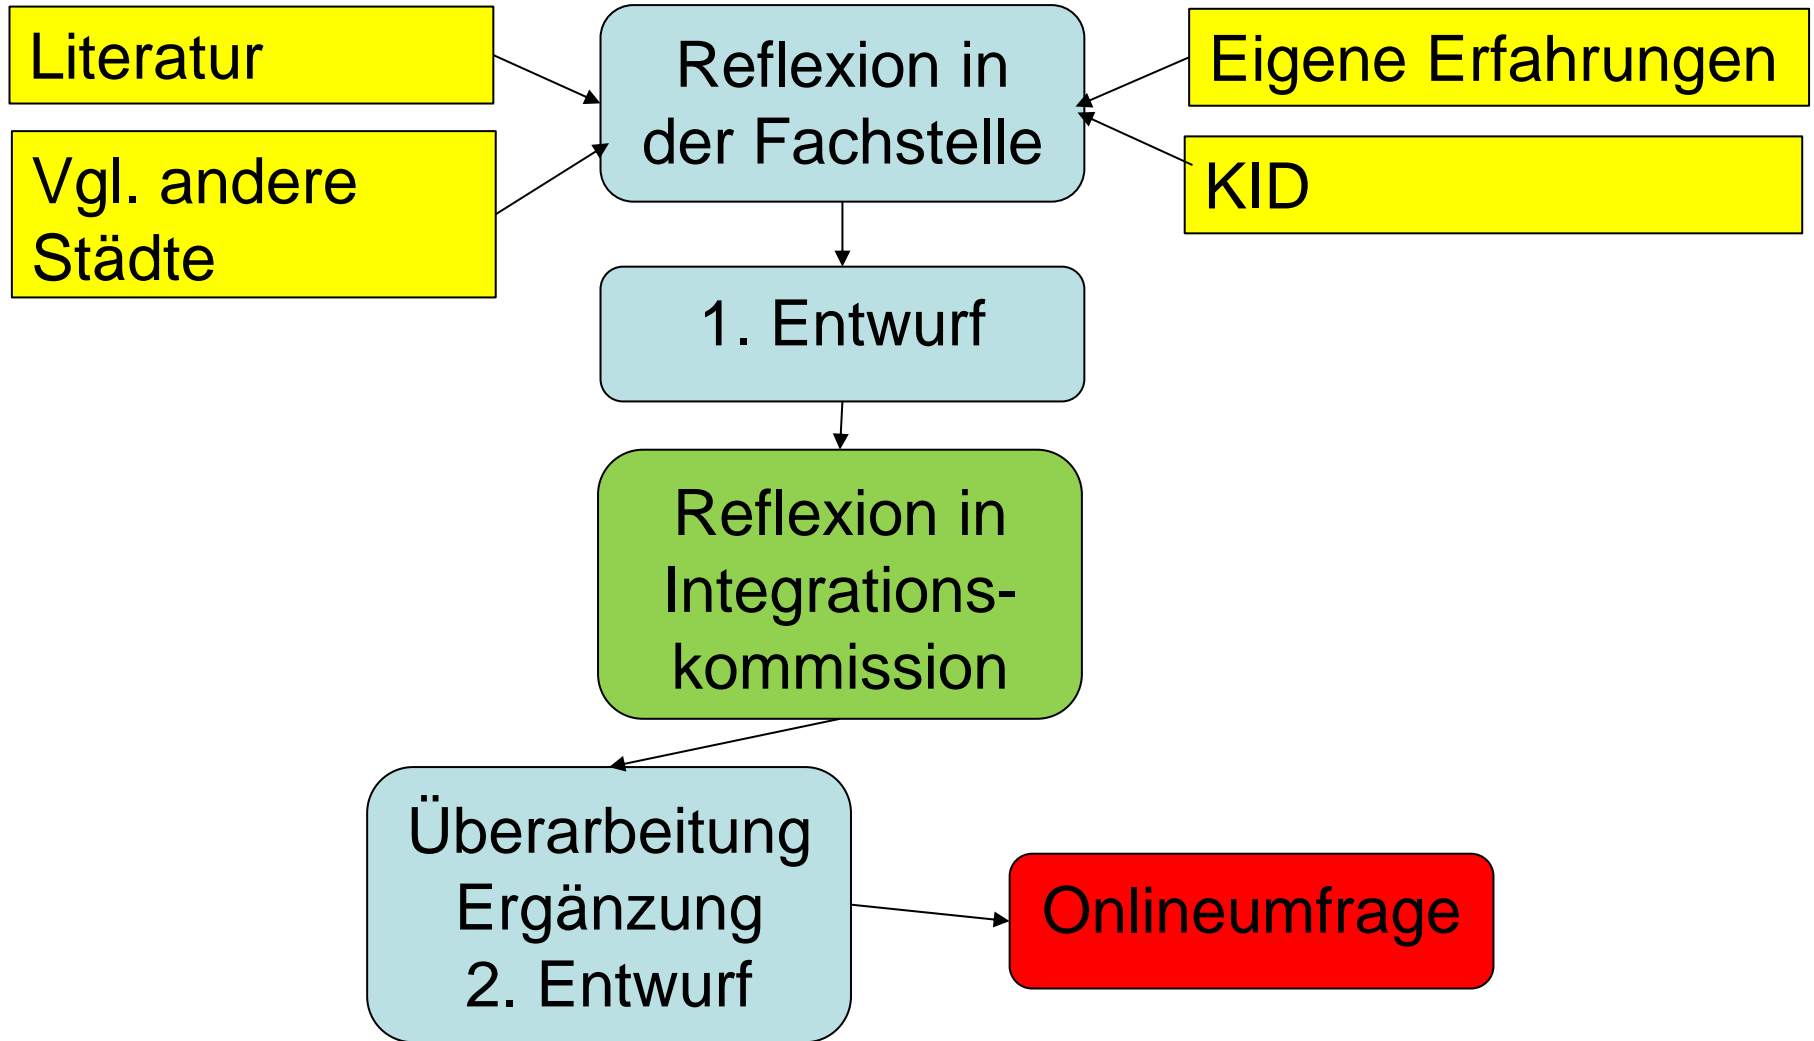 Literatur
Vgl. andere
Städte
Reflexion in
der Fachstelle
Eigene Erfahrungen
KID
1. Entwurf
Reflexion in
Integrations-
kommission
Überarbeitung
Ergänzung
2. Entwurf
Onlineumfrage